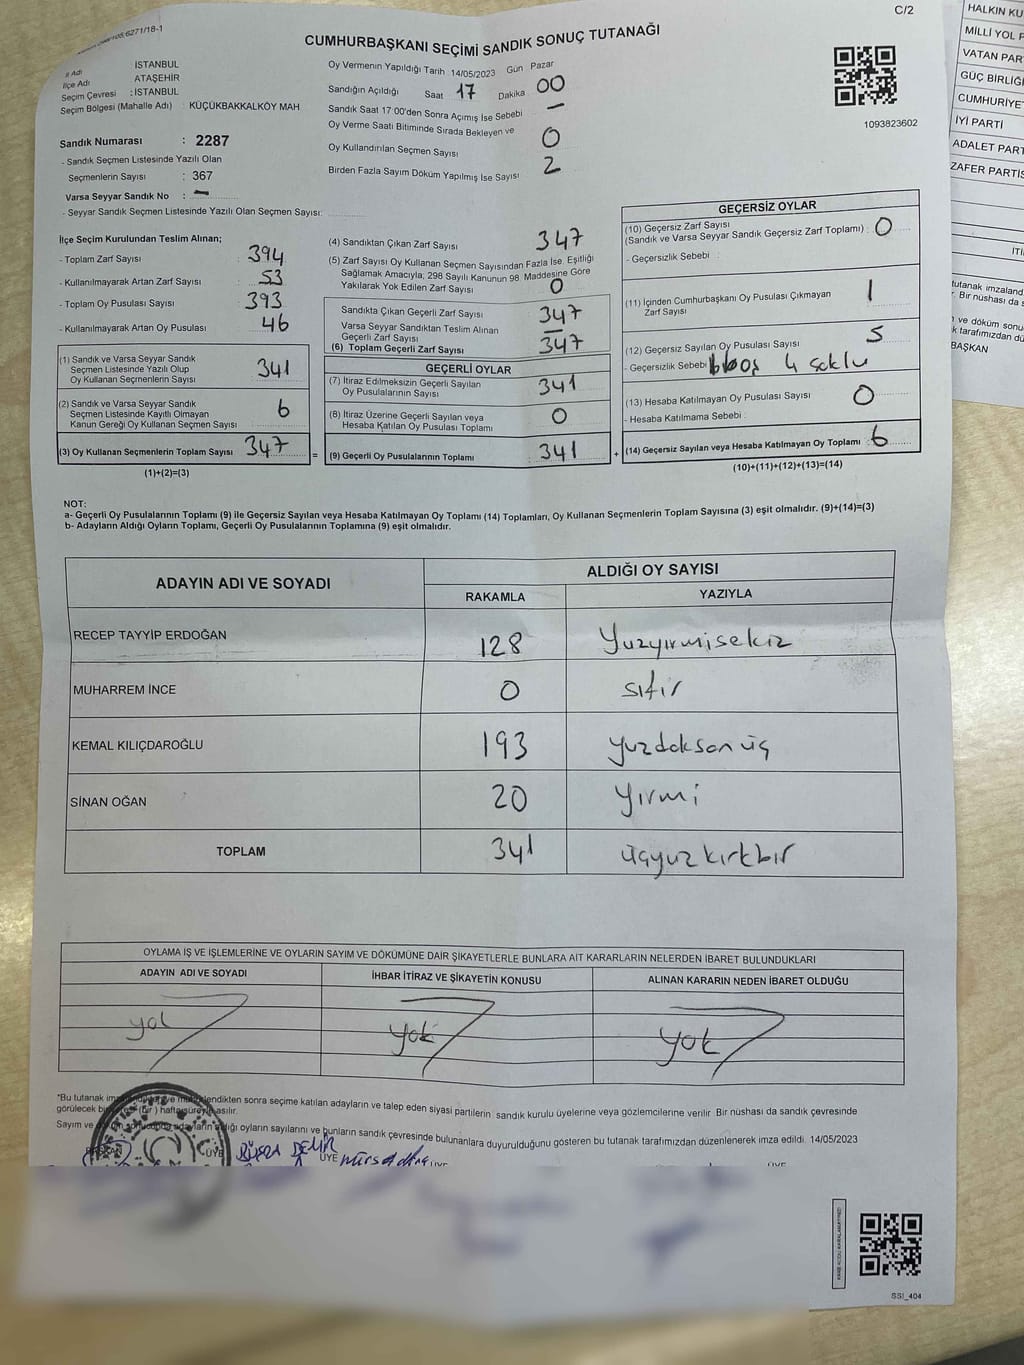 C/2
CUMHURBAŞKANI SEÇİMİ SANDIK SONUÇ TUTANAĞI
İl Adı İSTANBUL
İlçe Adı ATAŞEHİR
Seçim Çevresi : İSTANBUL
Seçim Bölgesi (Mahalle Adı) : KÜÇÜKBAKKALKÖY MAH
Sandık Numarası : 2287
- Sandık Seçmen Listesinde Yazılı Olan
Seçmenlerin Sayısı : 367
Varsa Seyyar Sandık No : —
- Seyyar Sandık Seçmen Listesinde Yazılı Olan Seçmen Sayısı:
Oy Vermenin Yapıldığı Tarih 14/05/2023 Gün Pazar
Sandığın Açıldığı Saat 17 Dakika 00
Sandık Saat 17:00'den Sonra Açımış İse Sebebi —
Oy Verme Saati Bitiminde Sırada Bekleyen ve
Oy Kullandırılan Seçmen Sayısı 0
Birden Fazla Sayım Döküm Yapılmış İse Sayısı 2
1093823602
İlçe Seçim Kurulundan Teslim Alınan;
- Toplam Zarf Sayısı : 394
- Kullanılmayarak Artan Zarf Sayısı : 53
- Toplam Oy Pusulası Sayısı : 393
- Kullanılmayarak Artan Oy Pusulası : 46
(1) Sandık ve Varsa Seyyar Sandık
Seçmen Listesinde Yazılı Olup
Oy Kullanan Seçmenlerin Sayısı : 341
(2) Sandık ve Varsa Seyyar Sandık
Seçmen Listesinde Kayıtlı Olmayan
Kanun Gereği Oy Kullanan Seçmen Sayısı : 6
(3) Oy Kullanan Seçmenlerin Toplam Sayısı : 347
(1)+(2)=(3)
(4) Sandıktan Çıkan Zarf Sayısı 347
(5) Zarf Sayısı Oy Kullanan Seçmen Sayısından Fazla İse, Eşitliği
Sağlamak Amacıyla; 298 Sayılı Kanunun 98. Maddesine Göre
Yakılarak Yok Edilen Zarf Sayısı 0
Sandıkta Çıkan Geçerli Zarf Sayısı 347
Varsa Seyyar Sandıktan Teslim Alınan
Geçerli Zarf Sayısı —
(6) Toplam Geçerli Zarf Sayısı 347
GEÇERLİ OYLAR
(7) İtiraz Edilmeksizin Geçerli Sayılan
Oy Pusulalarının Sayısı 341
(8) İtiraz Üzerine Geçerli Sayılan veya
Hesaba Katılan Oy Pusulası Toplamı 0
= (9) Geçerli Oy Pusulalarının Toplamı 341 +
GEÇERSİZ OYLAR
(10) Geçersiz Zarf Sayısı
(Sandık ve Varsa Seyyar Sandık Geçersiz Zarf Toplamı) : 0
- Geçersizlik Sebebi :
(11) İçinden Cumhurbaşkanı Oy Pusulası Çıkmayan
Zarf Sayısı 1
(12) Geçersiz Sayılan Oy Pusulası Sayısı 5
- Geçersizlik Sebebi boş 4
(13) Hesaba Katılmayan Oy Pusulası Sayısı 0
- Hesaba Katılmama Sebebi :
(14) Geçersiz Sayılan veya Hesaba Katılmayan Oy Toplamı : 6
(10)+(11)+(12)+(13)=(14)
NOT:
a- Geçerli Oy Pusulalarının Toplamı (9) ile Geçersiz Sayılan veya Hesaba Katılmayan Oy Toplamı (14) Toplamları, Oy Kullanan Seçmenlerin Toplam Sayısına (3) eşit olmalıdır. (9)+(14)=(3)
b- Adayların Aldığı Oyların Toplamı, Geçerli Oy Pusulalarının Toplamına (9) eşit olmalıdır.
ADAYIN ADI VE SOYADI ALDIĞI OY SAYISI
RAKAMLA YAZIYLA
RECEP TAYYİP ERDOĞAN 128 Yuzyırmisekiz
MUHARREM İNCE 0 sıfır
KEMAL KILIÇDAROĞLU 193 yuzdoksan üç
SİNAN OĞAN 20 Yırmi
TOPLAM 341 üçyuzkırkbir
OYLAMA İŞ VE İŞLEMLERİNE VE OYLARIN SAYIM VE DÖKÜMÜNE DAİR ŞİKAYETLERLE BUNLARA AİT KARARLARIN NELERDEN İBARET BULUNDUKLARI
ADAYIN ADI VE SOYADI İHBAR İTİRAZ VE ŞİKAYETİN KONUSU ALINAN KARARIN NEDEN İBARET OLDUĞU
yok yok yok
*Bu tutanak sonra seçime katılan adayların ve talep eden siyasi partilerin, sandık kurulu üyelerine veya gözlemcilerine verilir. Bir nüshası da sandık çevresinde
görülecek bir (bir) hafta süreyle asılır.
Sayım ve oyların sayılarını ve bunların sandık çevresinde bulunanlara duyurulduğunu gösteren bu tutanak tarafımızdan düzenlenerek imza edildi. 14/05/2023
BAŞKAN ÜYE BÜŞRA DEMİR ÜYE
SSI_404
HALKIN KU
MİLLİ YOL P
VATAN PAR
GÜÇ BİRLİĞİ
CUMHURİYE
İYİ PARTİ
ADALET PART
ZAFER PARTİS
İTİ
tutanak imzaland
Bir nüshası da s
ve döküm sonu
k tarafımızdan dü
BAŞKAN